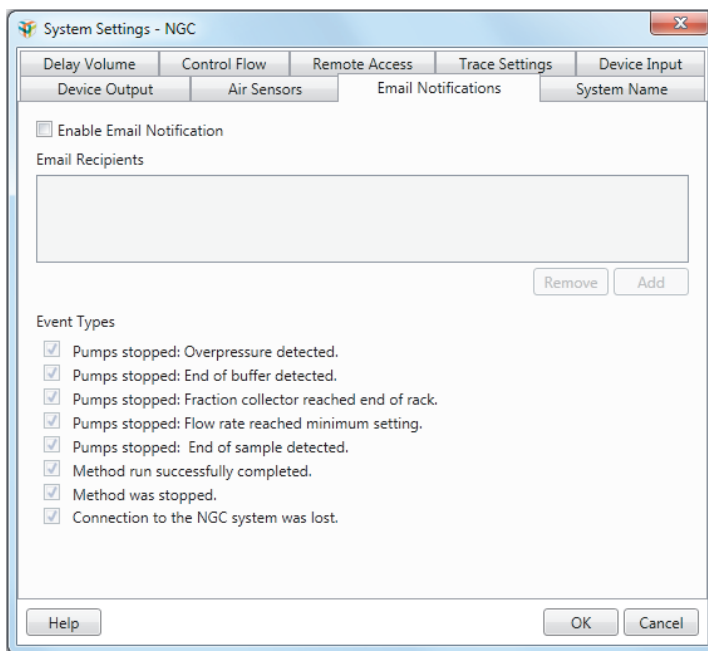 System Settings - NGC
Delay Volume Control Flow Remote Access Trace Settings Device Input
Device Output Air Sensors Email Notifications System Name
Enable Email Notification
Email Recipients
Remove Add
Event Types
Pumps stopped: Overpressure detected.
Pumps stopped: End of buffer detected.
Pumps stopped: Fraction collector reached end of rack.
Pumps stopped: Flow rate reached minimum setting.
Pumps stopped: End of sample detected.
Method run successfully completed.
Method was stopped.
Connection to the NGC system was lost.
Help OK Cancel